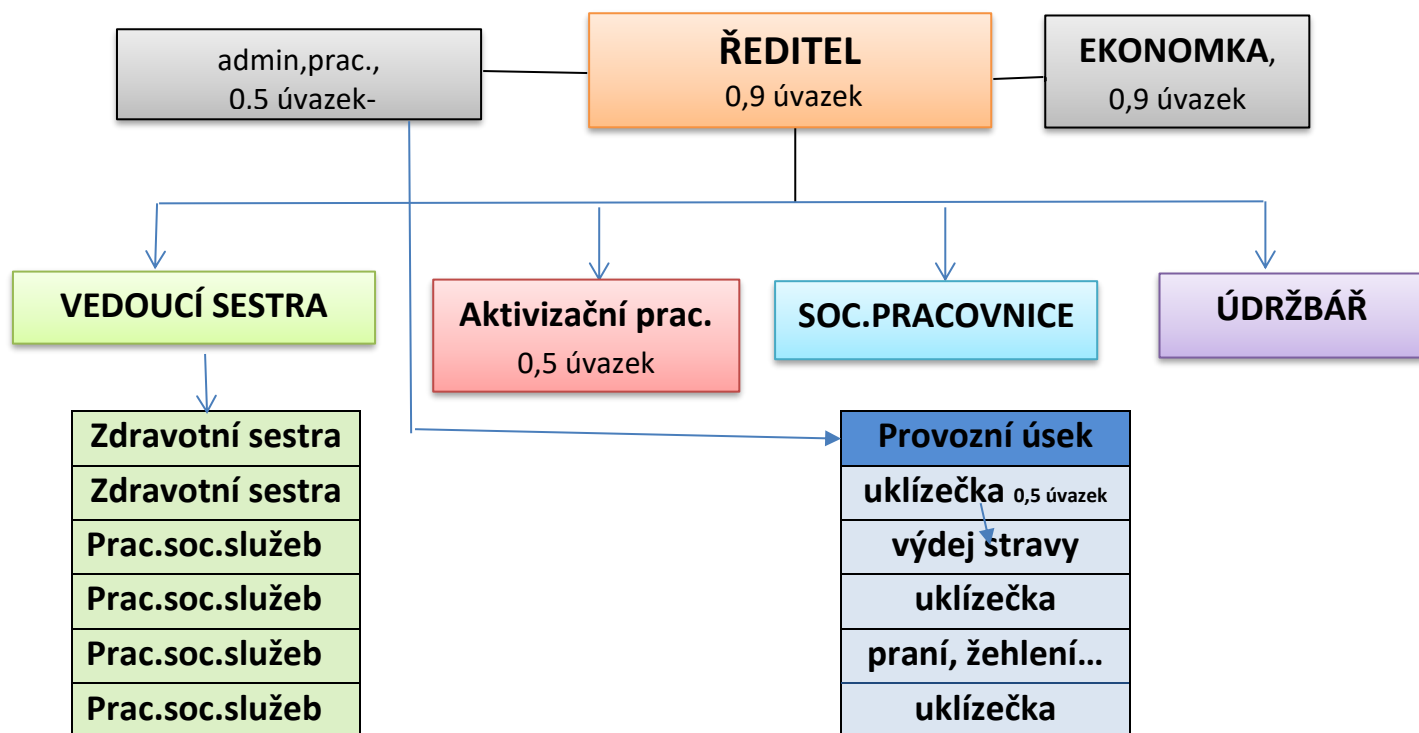 admin,prac.,
0.5 úvazek-
ŘEDITEL
0,9 úvazek
EKONOMKA,
0,9 úvazek
VEDOUCÍ SESTRA
Aktivizační prac.
0,5 úvazek
SOC.PRACOVNICE
ÚDRŽBÁŘ
Zdravotní sestra
Zdravotní sestra
Prac.soc.služeb
Prac.soc.služeb
Prac.soc.služeb
Prac.soc.služeb
Provozní úsek
uklízečka 0,5 úvazek
výdej stravy
uklízečka
praní, žehlení...
uklízečka